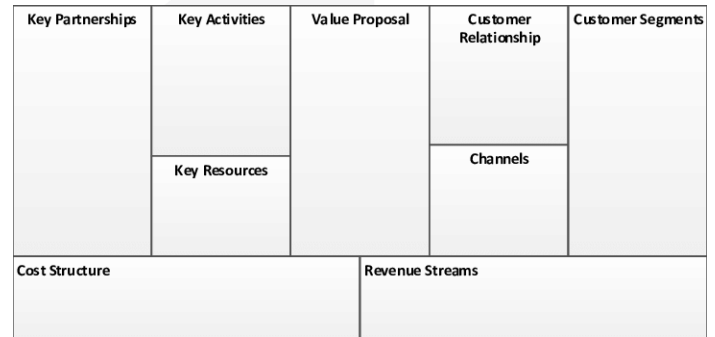 Key Partnerships
Key Activities
Value Proposal
Customer
Relationship
Customer Segments
Key Resources
Channels
Cost Structure
Revenue Streams